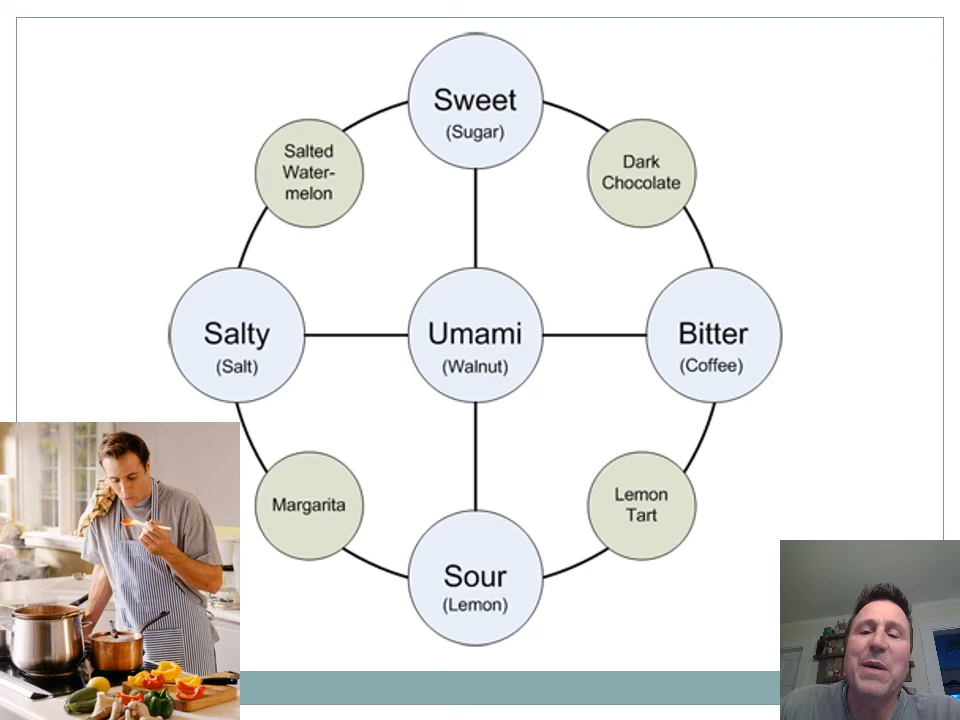 Sweet
(Sugar)
Salted
Water-
melon
Dark
Chocolate
Salty
(Salt)
Umami
(Walnut)
Bitter
(Coffee)
Margarita
Lemon
Tart
Sour
(Lemon)